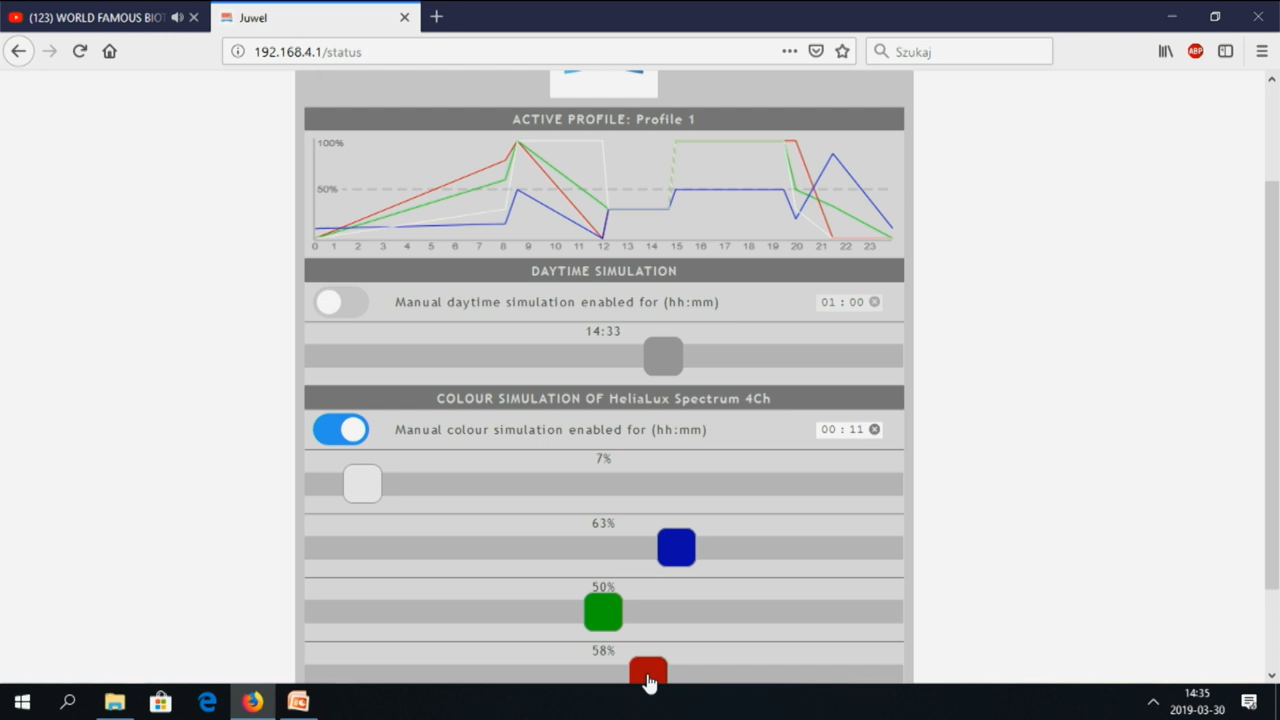 (123) WORLD FAMOUS BIOT
Juwel
192.168.4.1/status
Szukaj
ABP
ACTIVE PROFILE: Profile 1
100%
50%
0 1 2 3 4 5 6 7 8 9 10 11 12 13 14 15 16 17 18 19 20 21 22 23
DAYTIME SIMULATION
Manual daytime simulation enabled for (hh:mm) 01 : 00
14:33
COLOUR SIMULATION OF HeliaLux Spectrum 4Ch
Manual colour simulation enabled for (hh:mm) 00 : 11
7%
63%
50%
58%
14:35
2019-03-30